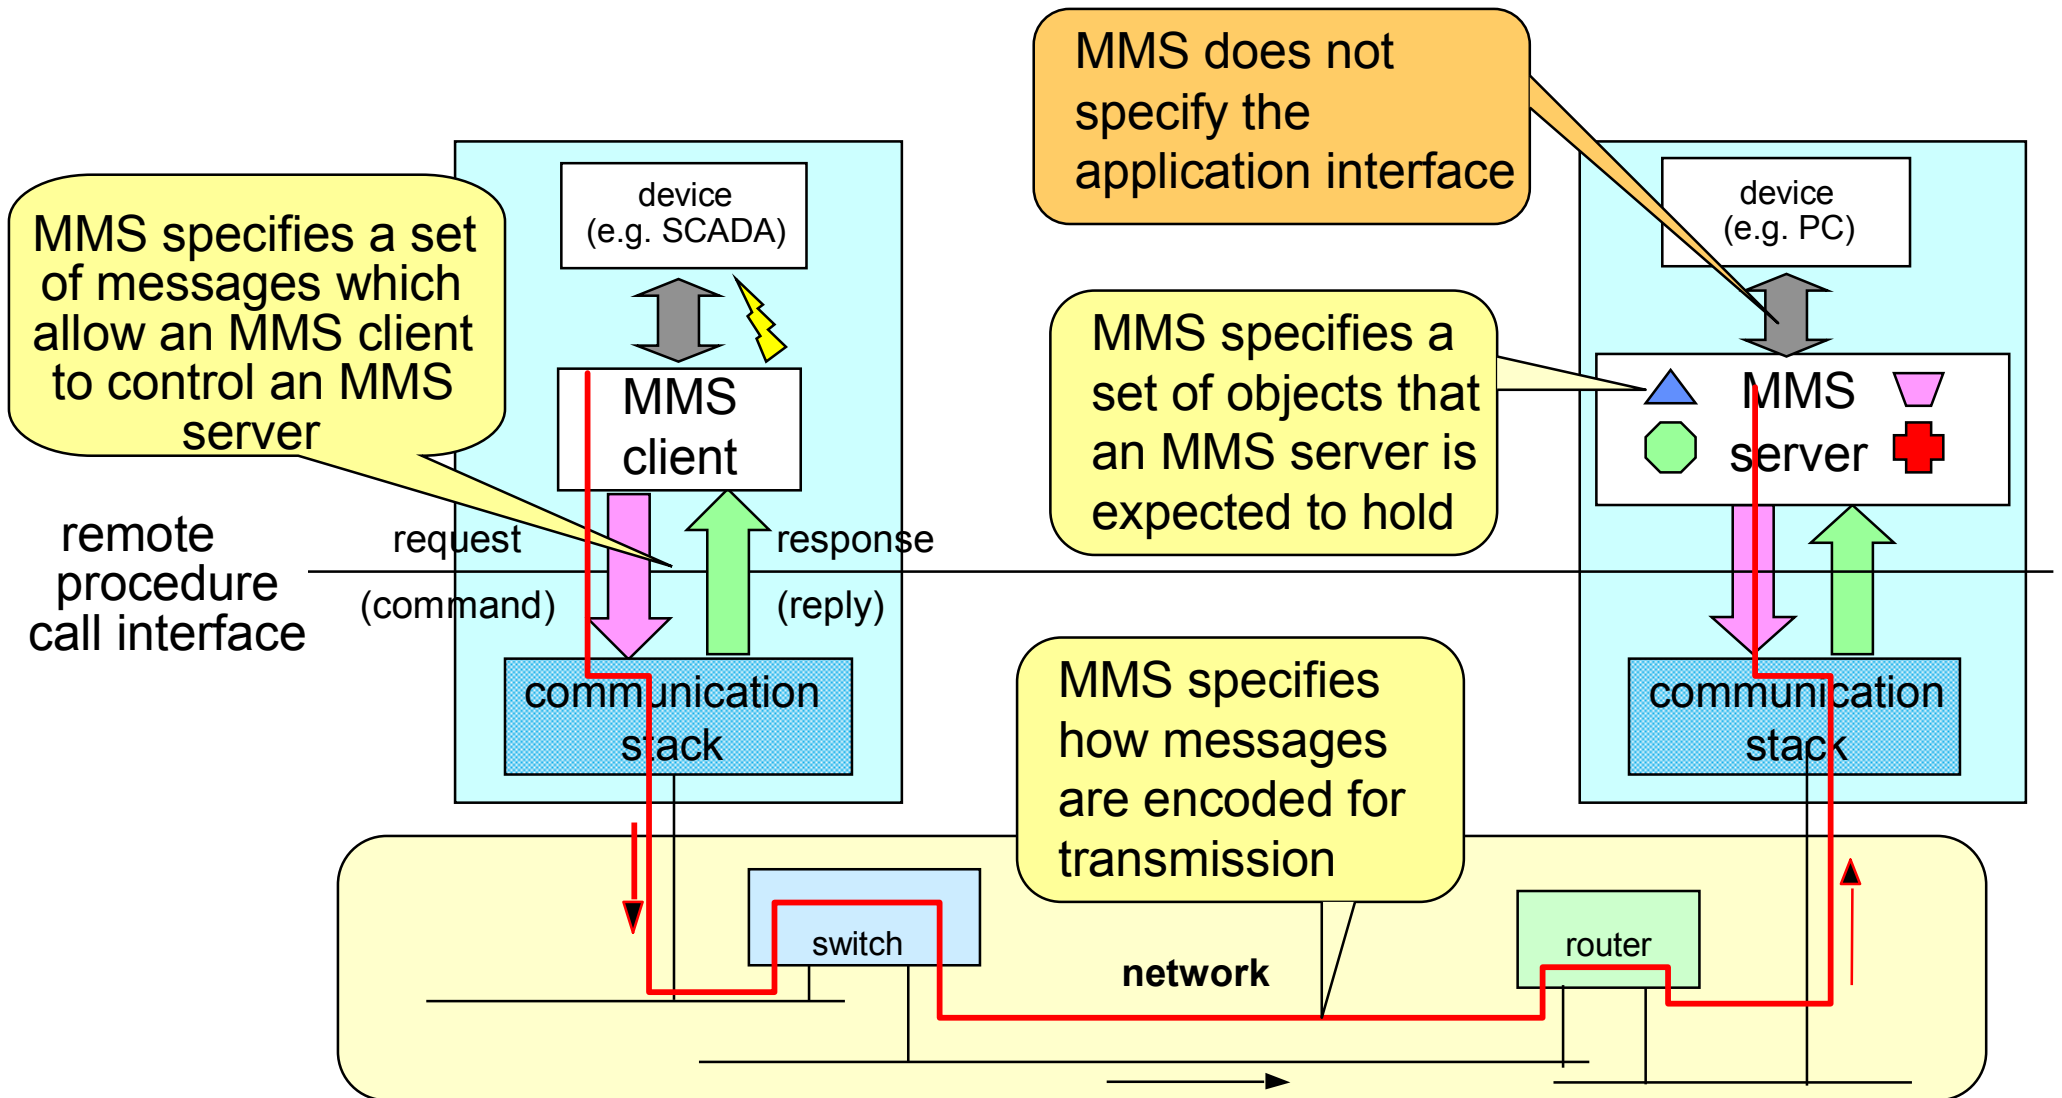 MMS does not
specify the
application interface
device
(e.g. SCADA)
device
(e.g. PC)
MMS specifies a set
of messages which
allow an MMS client
to control an MMS
server
MMS specifies a
set of objects that
an MMS server is
expected to hold
MMS
client
MMS
server
remote
procedure
call interface
request
(command)
response
(reply)
communication
stack
MMS specifies
how messages
are encoded for
transmission
communication
stack
switch
network
router